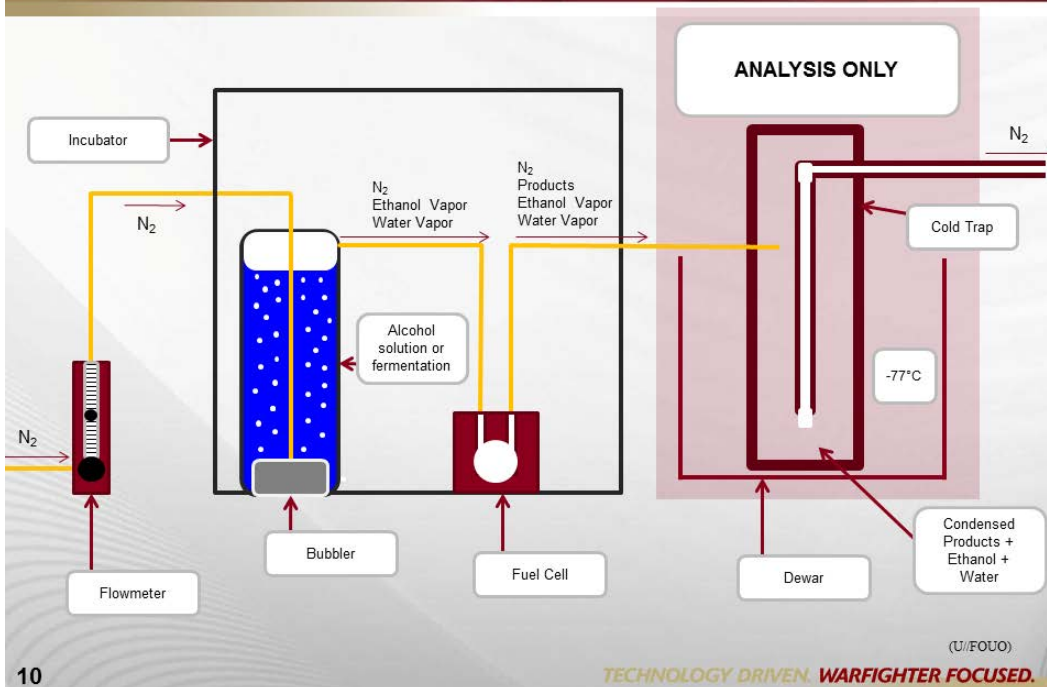 ANALYSIS ONLY
Incubator
N₂
N₂
Ethanol Vapor
Water Vapor
N₂
Products
Ethanol Vapor
Water Vapor
N₂
Cold Trap
Alcohol
solution or
fermentation
-77°C
N₂
Bubbler
Fuel Cell
Dewar
Condensed
Products +
Ethanol +
Water
Flowmeter
(U//FOUO)
10
TECHNOLOGY DRIVEN. WARFIGHTER FOCUSED.